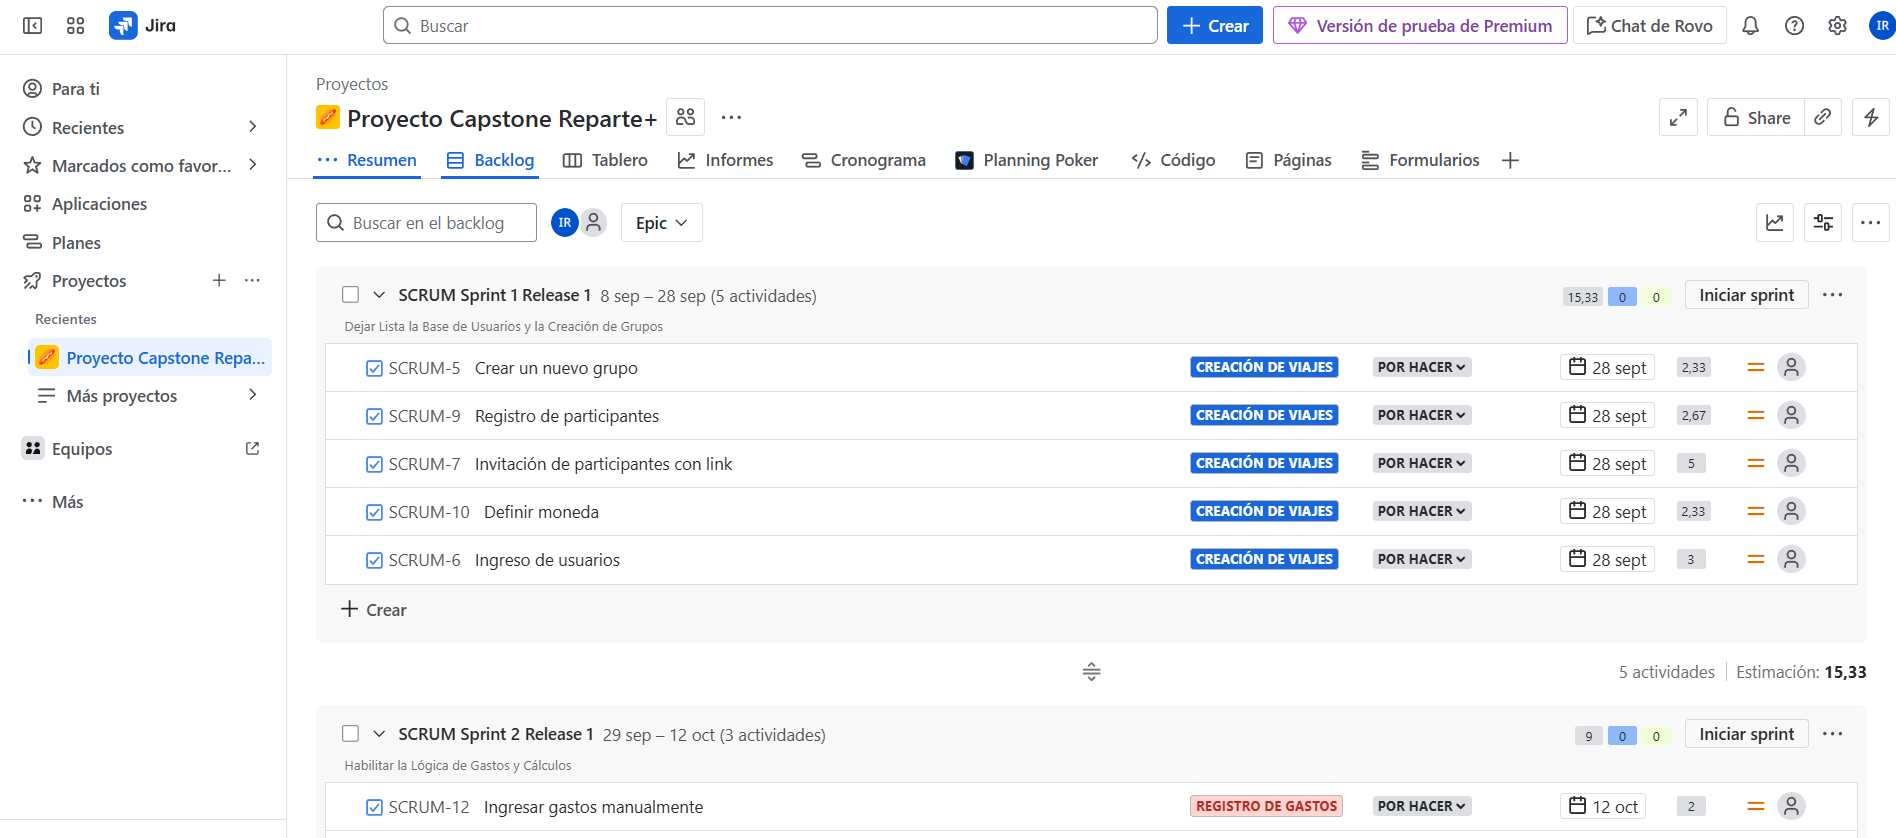 Jira
Buscar
Crear
Versión de prueba de Premium
Chat de Rovo
IR
Para ti
Recientes
Marcados como favor...
Aplicaciones
Planes
Proyectos
Recientes
Proyecto Capstone Repa...
Más proyectos
Equipos
Más
Proyectos
Proyecto Capstone Reparte+
Share
Resumen Backlog Tablero Informes Cronograma Planning Poker Código Páginas Formularios
Buscar en el backlog IR Epic
SCRUM Sprint 1 Release 1 8 sep – 28 sep (5 actividades) 15,33 0 0 Iniciar sprint
Dejar Lista la Base de Usuarios y la Creación de Grupos
SCRUM-5 Crear un nuevo grupo CREACIÓN DE VIAJES POR HACER 28 sept 2,33
SCRUM-9 Registro de participantes CREACIÓN DE VIAJES POR HACER 28 sept 2,67
SCRUM-7 Invitación de participantes con link CREACIÓN DE VIAJES POR HACER 28 sept 5
SCRUM-10 Definir moneda CREACIÓN DE VIAJES POR HACER 28 sept 2,33
SCRUM-6 Ingreso de usuarios CREACIÓN DE VIAJES POR HACER 28 sept 3
Crear
5 actividades Estimación: 15,33
SCRUM Sprint 2 Release 1 29 sep – 12 oct (3 actividades) 9 0 0 Iniciar sprint
Habilitar la Lógica de Gastos y Cálculos
SCRUM-12 Ingresar gastos manualmente REGISTRO DE GASTOS POR HACER 12 oct 2